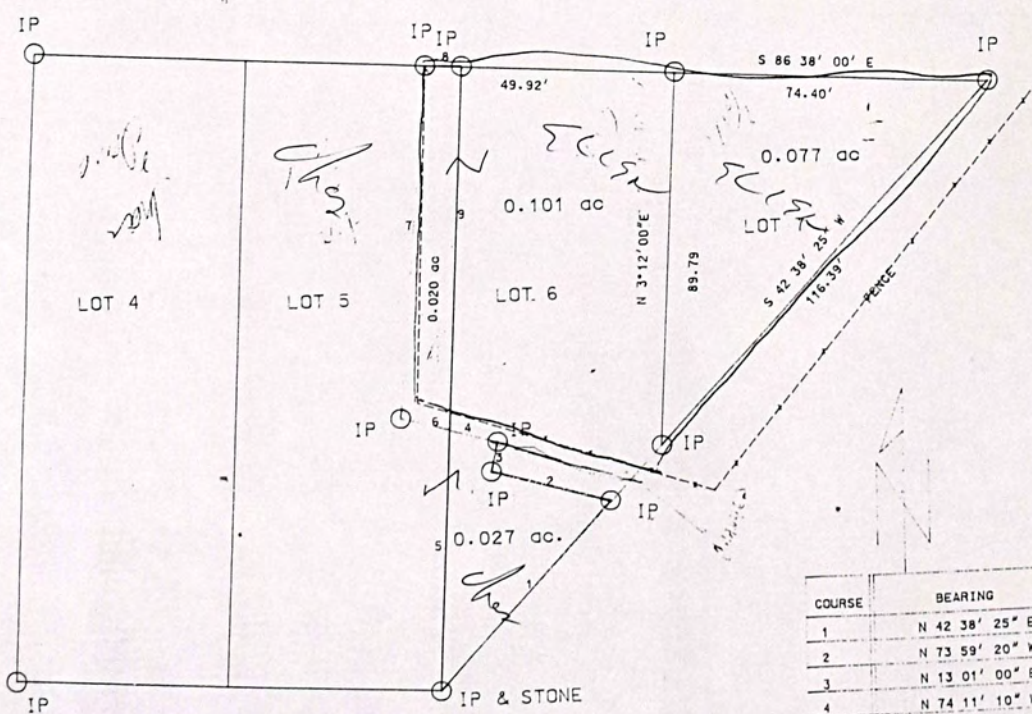 IP
IP IP
IP
IP
8
S 86 38' 00" E
49.92'
74.40'
0.077 ac
0.101 ac
LOT
7
9
0.020 ac
N 3°12'00"E
89.79
S 42 38' 25" W
116.39'
FENCE
LOT 4
LOT 5
LOT 6
IP
6
4
IP
IP
3
IP
2
IP
5
0.027 ac.
1
IP
IP & STONE
COURSE BEARING
1 N 42 38' 25" E
2 N 73 59' 20" W
3 N 13 01' 00" E
4 N 74 11' 10"